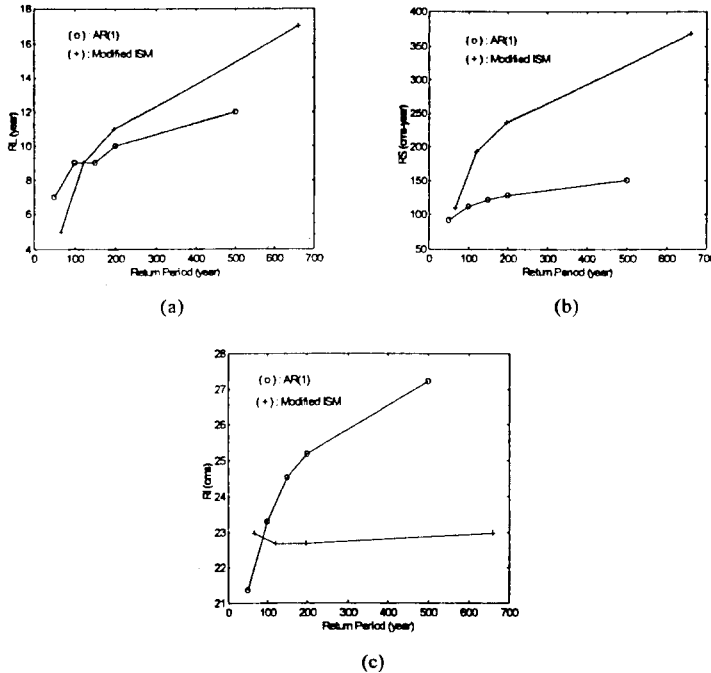 18
16
14
12
10
8
6
4
RL (year)
(o) : AR(1)
(+) : Modified ISM
0 100 200 300 400 500 600 700
Return Period (year)
(a)
400
350
300
250
200
150
100
50
RS (cms-year)
(o) : AR(1)
(+) : Modified ISM
0 100 200 300 400 500 600 700
Return Period (year)
(b)
28
27
26
25
24
23
22
21
RI (cms)
(o) : AR(1)
(+) : Modified ISM
0 100 200 300 400 500 600 700
Return Period (year)
(c)